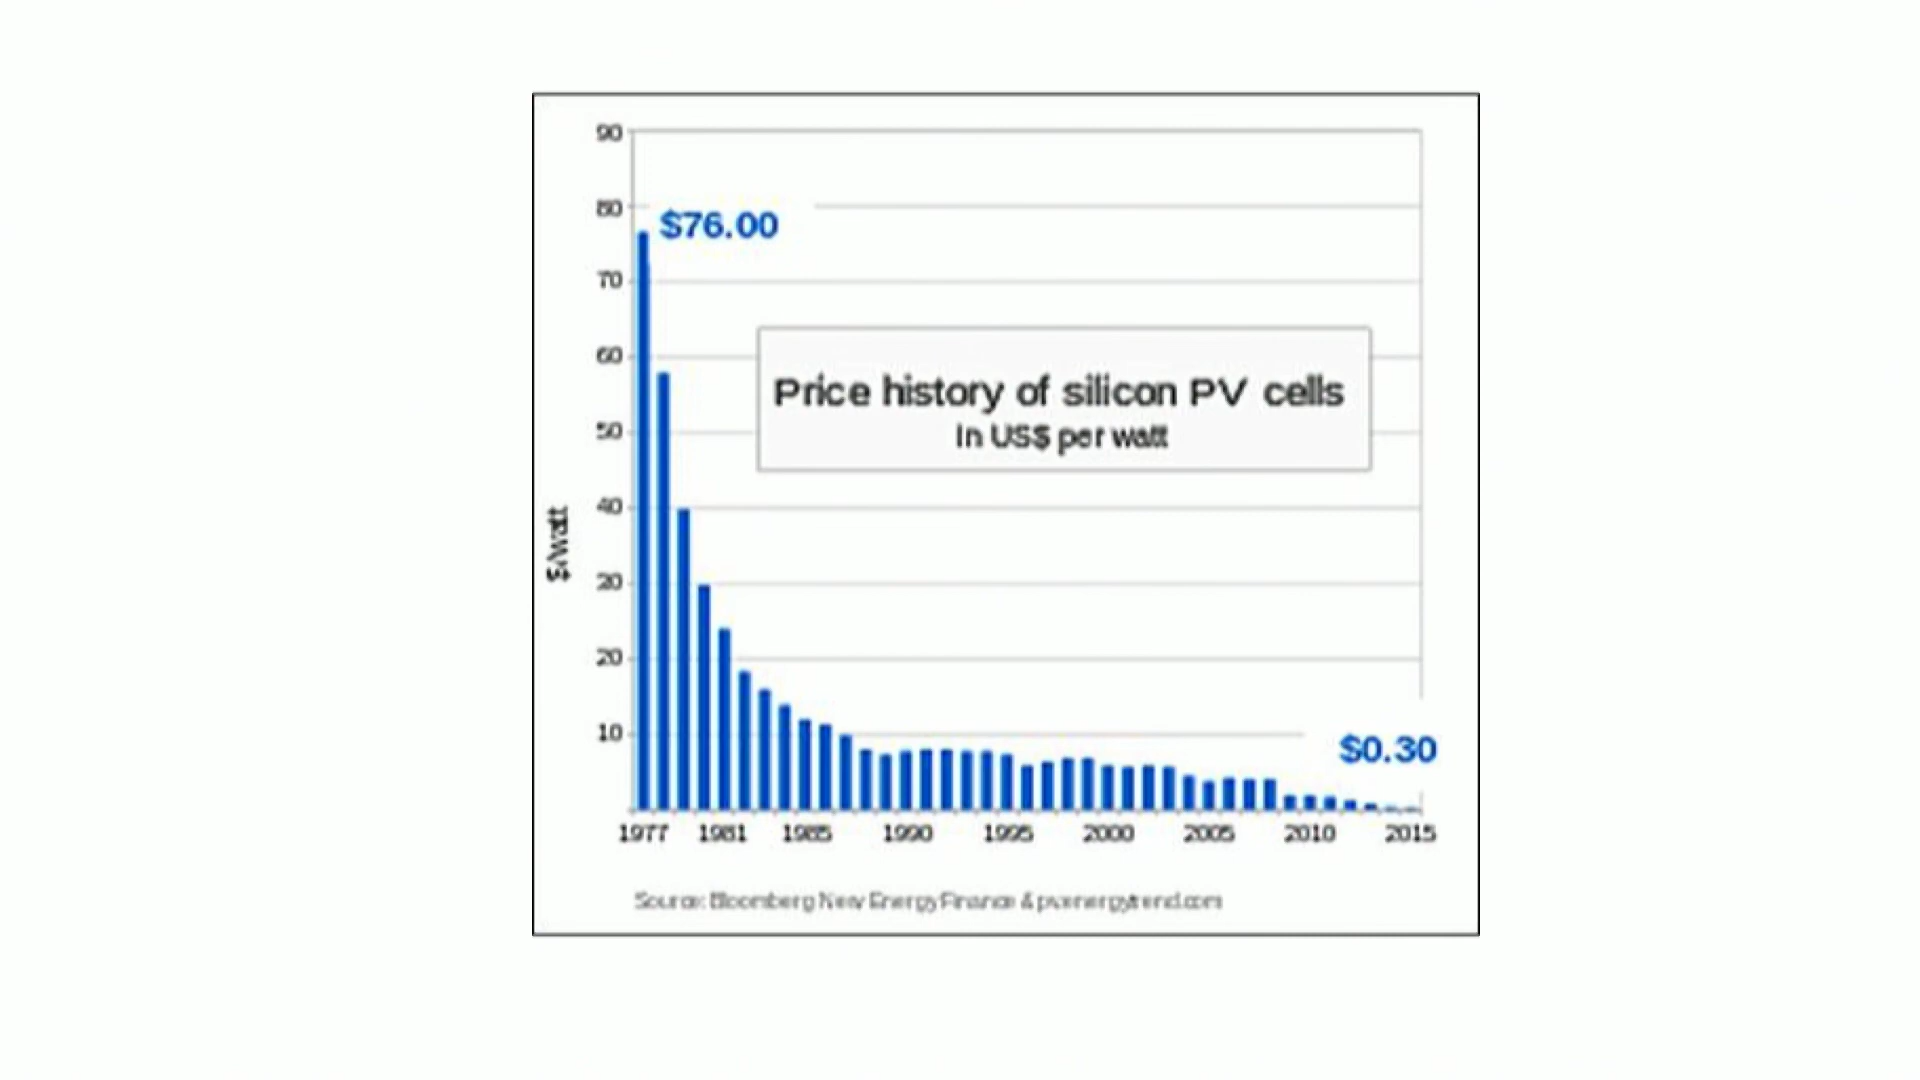 90
80
$76.00
70
60
Price history of silicon PV cells
In US$ per watt
50
40
$/watt
30
20
10
$0.30
1977 1981 1985 1990 1995 2000 2005 2010 2015
Source: Bloomberg New Energy Finance & pvenergytrend.com